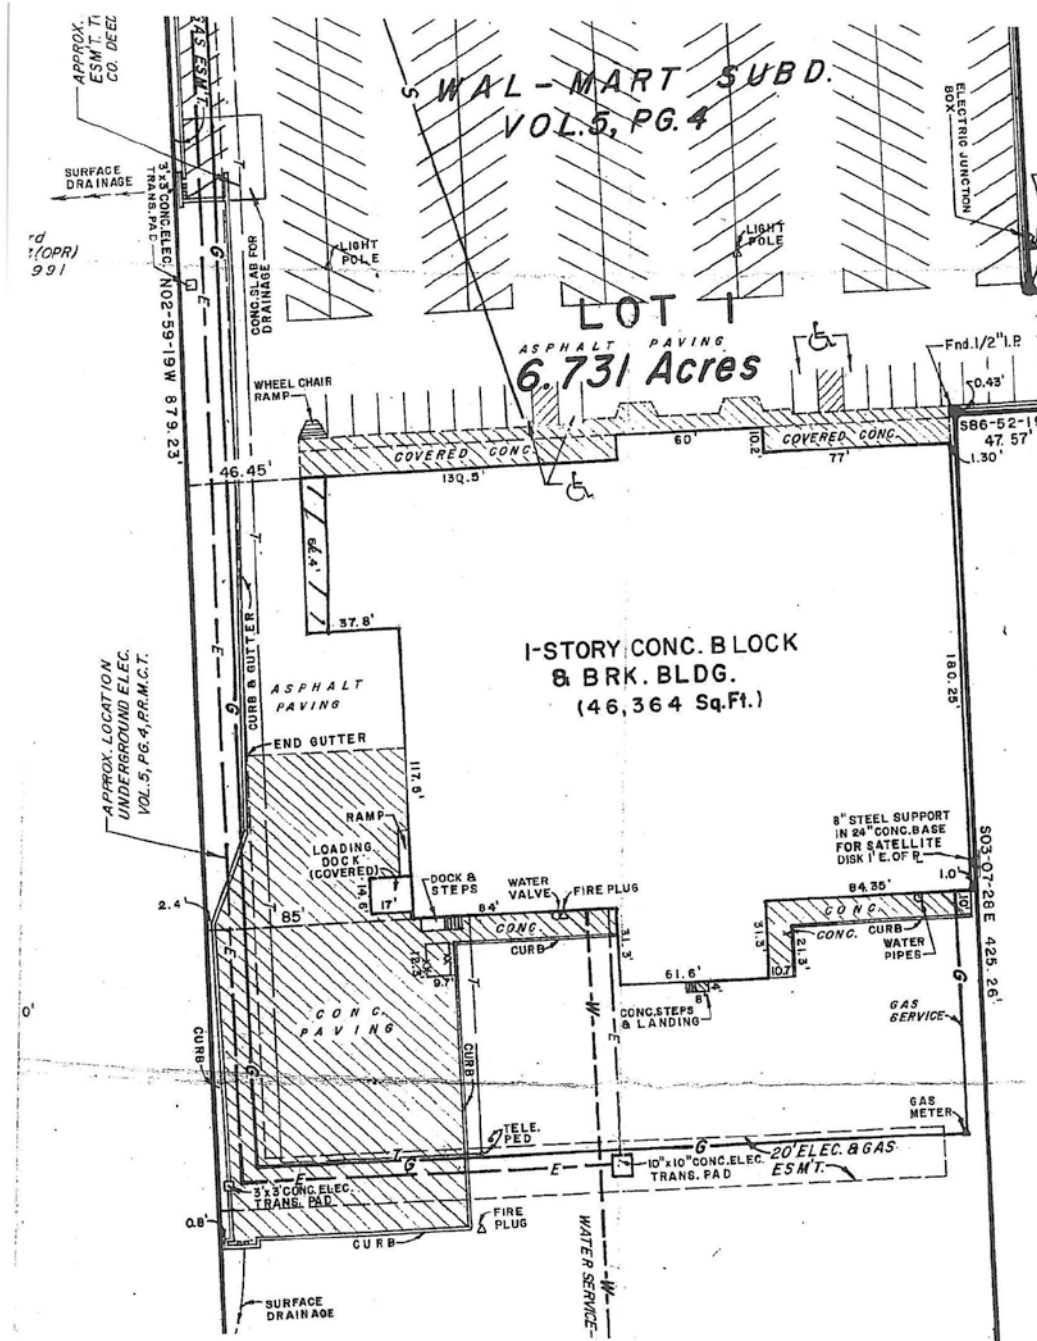 APPROX.
ESM'T. T
CO. DEED
GAS ESM'T.
SURFACE
DRAINAGE
3'x3' CONC. ELEC.
TRANS. PAD
rd
(OPR)
991
N02-59-19W 879.23'
CONC. SLAB FOR
DRAINAGE
S
WAL-MART SUBD.
VOL.5, PG.4
ELECTRIC JUNCTION
BOX
LIGHT
POLE
LIGHT
POLE
LOT 1
ASPHALT PAVING
6.731 Acres
Fnd. 1/2" I.P.
0.43'
S86-52-1
47.57'
1.30'
WHEEL CHAIR
RAMP
COVERED CONC.
60'
10.2'
COVERED CONC.
77'
46.45'
130.5'
37.8'
CURB & GUTTER
ASPHALT
PAVING
1-STORY CONC. BLOCK
& BRK. BLDG.
(46,364 Sq.Ft.)
180.25'
APPROX. LOCATION
UNDERGROUND ELEC.
VOL.5, PG.4, P.R.M.C.T.
END GUTTER
117.5'
RAMP
LOADING
DOCK
(COVERED)
14.6'
17'
DOCK &
STEPS
84'
WATER
VALVE
FIRE PLUG
8" STEEL SUPPORT
IN 24" CONC. BASE
FOR SATELLITE
DISK 1' E. OF P
1.0'
84.35'
10'
S03-07-28E 425.26'
2.4'
85'
CONC.
CURB
31.3'
31.3'
CONC.
CONC.
CURB
WATER
PIPES
21.3'
10.7'
12.3'
9.7'
61.6'
8'
4'
CONC. STEPS
& LANDING
GAS
SERVICE
0'
CONC.
PAVING
CURB
CURB
GAS
METER
TELE.
PED
20' ELEC. & GAS
ESM'T.
10"x10" CONC. ELEC.
TRANS. PAD
3'x3' CONC. ELEC.
TRANS. PAD
0.8'
FIRE
PLUG
CURB
WATER SERVICE
SURFACE
DRAINAGE